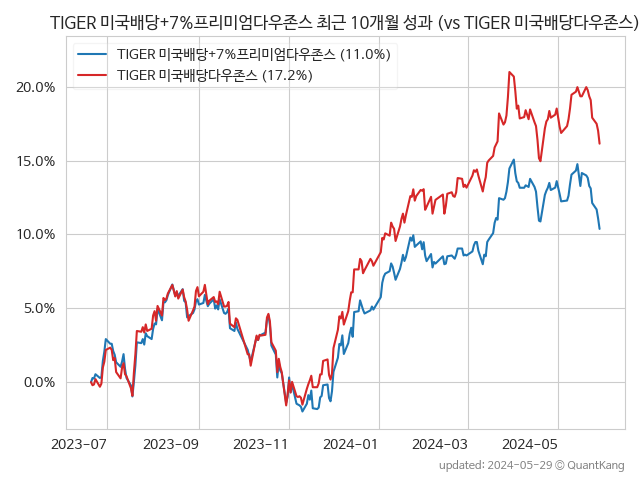 TIGER 미국배당+7%프리미엄다우존스 최근 10개월 성과 (vs TIGER 미국배당다우존스)
TIGER 미국배당+7%프리미엄다우존스 (11.0%)
TIGER 미국배당다우존스 (17.2%)
20.0%
15.0%
10.0%
5.0%
0.0%
2023-07 2023-09 2023-11 2024-01 2024-03 2024-05
updated: 2024-05-29 © QuantKang